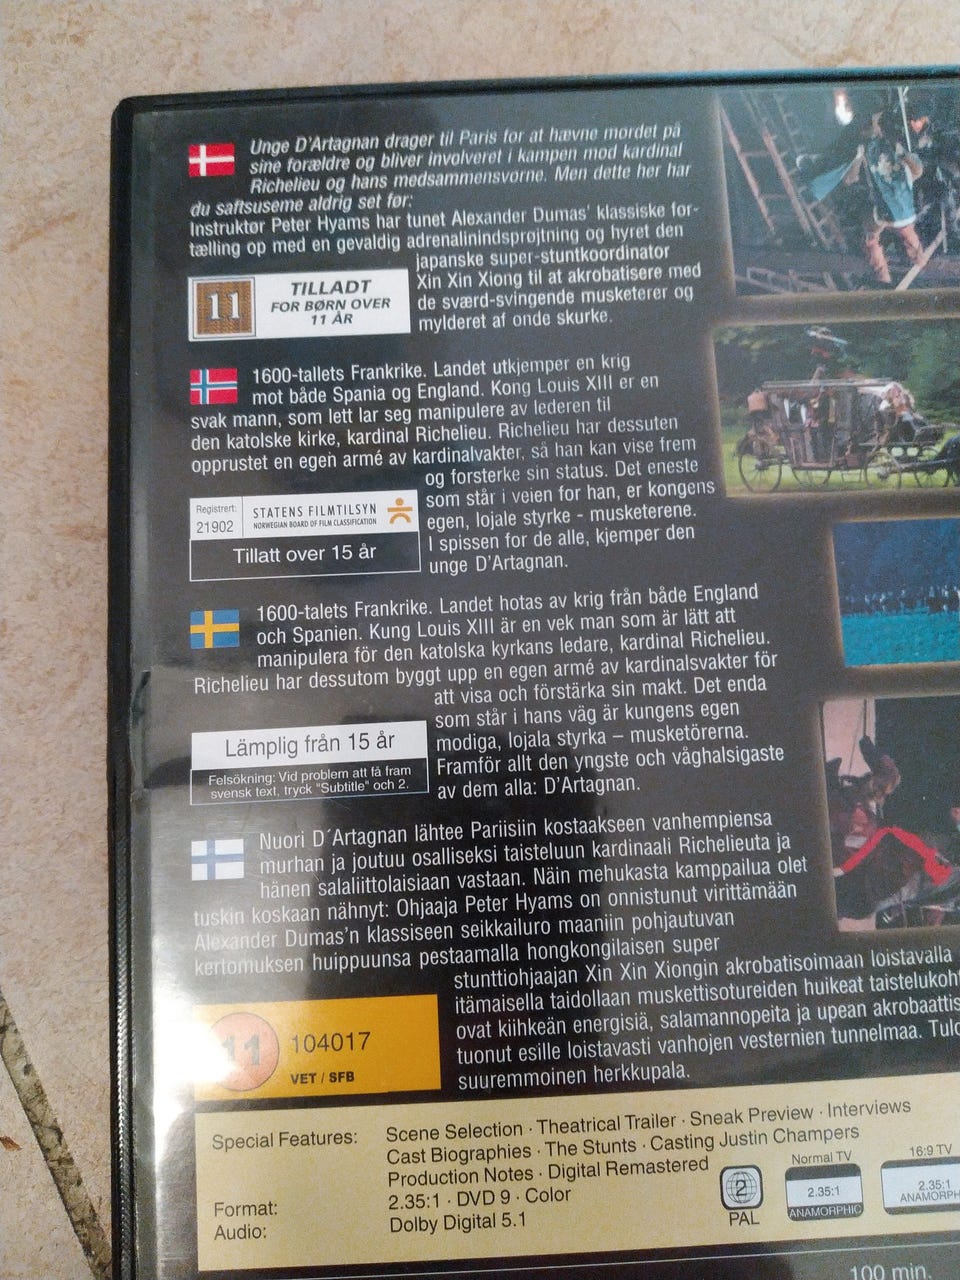 Unge D'Artagnan drager til Paris for at hævne mordet på
sine forældre og bliver involveret i kampen mod kardinal
Richelieu og hans medsammensvorne. Men dette her har
du saftsuseme aldrig set før:
Instruktør Peter Hyams har tunet Alexander Dumas' klassiske for-
tælling op med en gevaldig adrenalinindsprøjtning og hyret den
japanske super-stuntkoordinator
Xin Xin Xiong til at akrobatisere med
de sværd-svingende musketerer og
mylderet af onde skurke.
11
TILLADT
FOR BØRN OVER
11 ÅR
1600-tallets Frankrike. Landet utkjemper en krig
mot både Spania og England. Kong Louis XIII er en
svak mann, som lett lar seg manipulere av lederen til
den katolske kirke, kardinal Richelieu. Richelieu har dessuten
opprustet en egen armé av kardinalvakter, så han kan vise frem
og forsterke sin status. Det eneste
som står i veien for han, er kongens
egen, lojale styrke - musketerene.
I spissen for de alle, kjemper den
unge D'Artagnan.
Registrert:
21902
STATENS FILMTILSYN
NORWEGIAN BOARD OF FILM CLASSIFICATION
Tillatt over 15 år
1600-talets Frankrike. Landet hotas av krig från både England
och Spanien. Kung Louis XIII är en vek man som är lätt att
manipulera för den katolska kyrkans ledare, kardinal Richelieu.
Richelieu har dessutom byggt upp en egen armé av kardinalsvakter för
att visa och förstärka sin makt. Det enda
som står i hans väg är kungens egen
modiga, lojala styrka – musketörerna.
Framför allt den yngste och våghalsigaste
av dem alla: D'Artagnan.
Lämplig från 15 år
Felsökning: Vid problem att få fram
svensk text, tryck "Subtitle" och 2.
Nuori D´Artagnan lähtee Pariisiin kostaakseen vanhempiensa
murhan ja joutuu osalliseksi taisteluun kardinaali Richelieuta ja
hänen salaliittolaisiaan vastaan. Näin mehukasta kamppailua olet
tuskin koskaan nähnyt: Ohjaaja Peter Hyams on onnistunut virittämään
Alexander Dumas'n klassiseen seikkailuro maaniin pohjautuvan
kertomuksen huippuunsa pestaamalla hongkongilaisen super
stunttiohjaajan Xin Xin Xiongin akrobatisoimaan loistavalla
itämaisella taidollaan muskettisotureiden huikeat
ovat kiihkeän energisiä, salamannopeita ja upean
tuonut esille loistavasti vanhojen vesternien tunnelmaa.
suuremmoinen herkkupala.
11
104017
VET / SFB
Special Features:
Scene Selection · Theatrical Trailer · Sneak Preview · Interviews
Cast Biographies · The Stunts · Casting Justin Champers
Production Notes · Digital Remastered
Format:
2.35:1 · DVD 9 · Color
Audio:
Dolby Digital 5.1
2
PAL
Normal TV
2.35:1
ANAMORPHIC
16:9 TV
2.35:1
100 min.